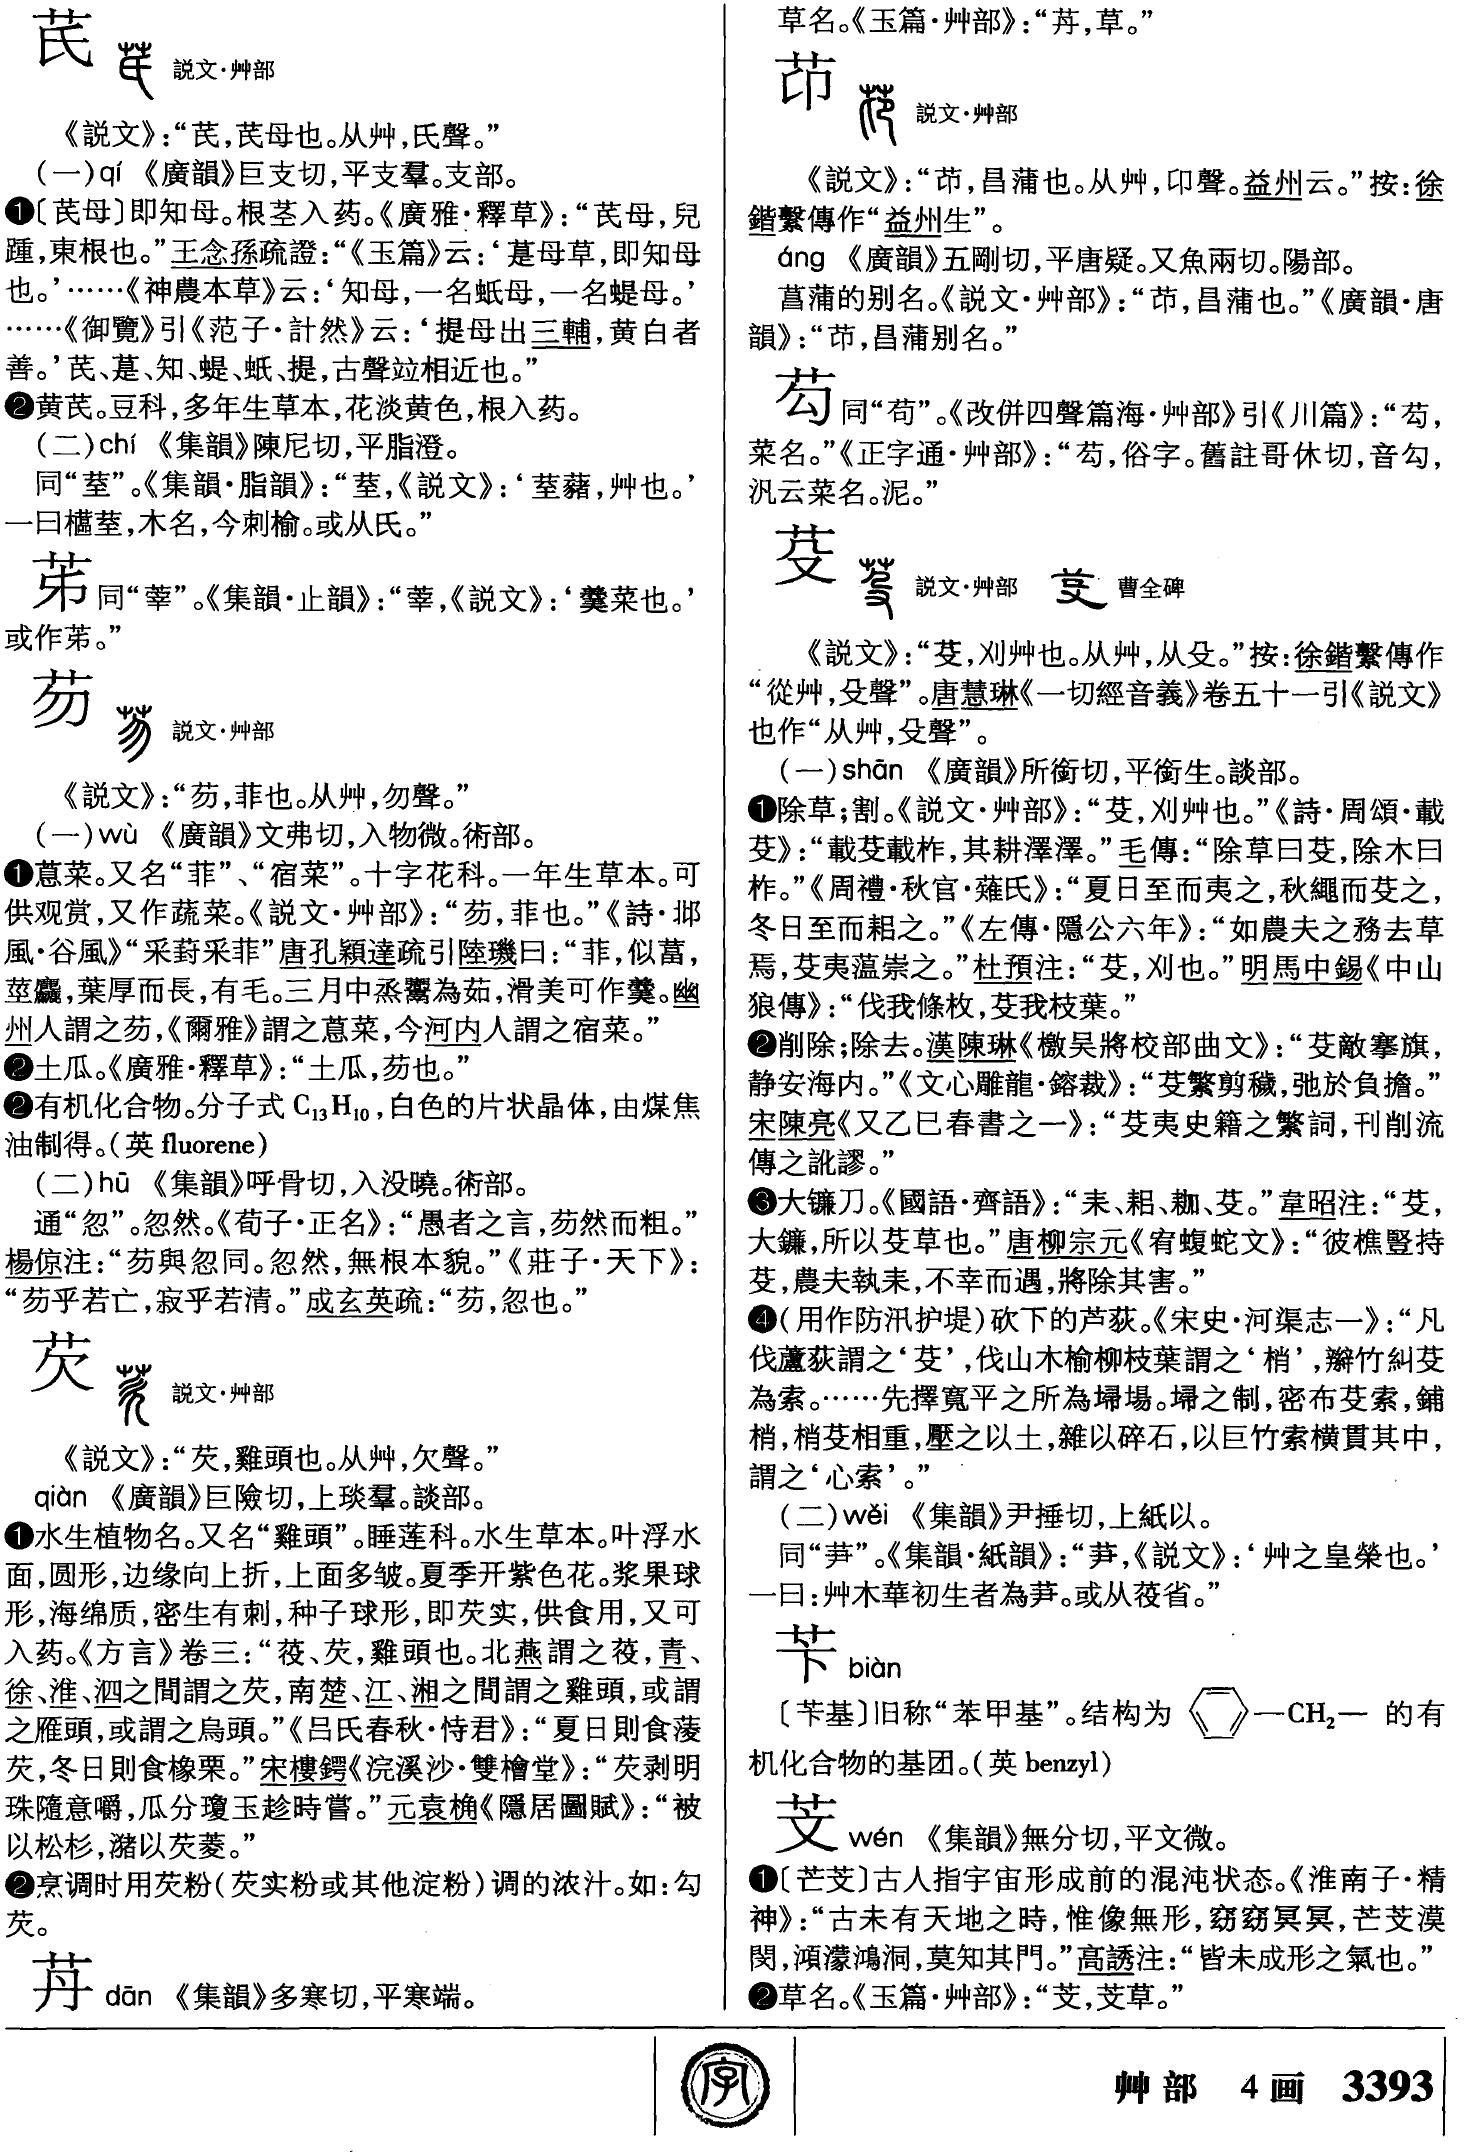 芪 説文·艸部
《説文》：“芪，芪母也。从艸，氏聲。”
(一)qí 《廣韻》巨支切，平支羣。支部。
❶〔芪母〕即知母。根茎入药。《廣雅·釋草》：“芪母，兒
踵，東根也。”王念孫疏證：“《玉篇》云：‘莐母草，即知母
也。’……《神農本草》云：‘知母，一名蚔母，一名蝭母。’
……《御覽》引《范子·計然》云：‘提母出三輔，黄白者
善。’芪、莐、知、蝭、蚔、提，古聲竝相近也。”
❷黄芪。豆科，多年生草本，花淡黄色，根入药。
(二)chí 《集韻》陳尼切，平脂澄。
同“荎”。《集韻·脂韻》：“荎，《説文》：‘荎藸，艸也。’
一曰櫙荎，木名，今刺榆。或从氏。”
芛同“莘”。《集韻·止韻》：“莘，《説文》：‘羹菜也。’
或作芛。”
芴 説文·艸部
《説文》：“芴，菲也。从艸，勿聲。”
(一)wù 《廣韻》文弗切，入物微。術部。
❶蒠菜。又名“菲”、“宿菜”。十字花科。一年生草本。可
供观赏，又作蔬菜。《説文·艸部》：“芴，菲也。”《詩·邶
風·谷風》“采葑采菲”唐孔穎達疏引陸璣曰：“菲，似葍，
莖麤，葉厚而長，有毛。三月中烝鬻為茹，滑美可作羹。幽
州人謂之芴，《爾雅》謂之蒠菜，今河内人謂之宿菜。”
❷土瓜。《廣雅·釋草》：“土瓜，芴也。”
❷有机化合物。分子式 C₁₃H₁₀，白色的片状晶体，由煤焦
油制得。(英 fluorene)
(二)hū 《集韻》呼骨切，入没曉。術部。
通“忽”。忽然。《荀子·正名》：“愚者之言，芴然而粗。”
楊倞注：“芴與忽同。忽然，無根本貌。”《莊子·天下》：
“芴乎若亡，寂乎若清。”成玄英疏：“芴，忽也。”
芡 説文·艸部
《説文》：“芡，雞頭也。从艸，欠聲。”
qiàn 《廣韻》巨險切，上琰羣。談部。
❶水生植物名。又名“雞頭”。睡莲科。水生草本。叶浮水
面，圆形，边缘向上折，上面多皱。夏季开紫色花。浆果球
形，海绵质，密生有刺，种子球形，即芡实，供食用，又可
入药。《方言》卷三：“葰、芡，雞頭也。北燕謂之葰，青、
徐、淮、泗之間謂之芡，南楚、江、湘之間謂之雞頭，或謂
之雁頭，或謂之烏頭。”《吕氏春秋·恃君》：“夏日則食蔆
芡，冬日則食橡栗。”宋樓鍔《浣溪沙·雙檜堂》：“芡剥明
珠隨意嚼，瓜分瓊玉趁時嘗。”元袁桷《隱居圖賦》：“被
以松杉，瀦以芡菱。”
❷烹调时用芡粉(芡实粉或其他淀粉)调的浓汁。如：勾
芡。
𦬁 dān 《集韻》多寒切，平寒端。
草名。《玉篇·艸部》：“𦬁，草。”
茚 説文·艸部
《説文》：“茚，昌蒲也。从艸，卬聲。益州云。”按：徐
鍇繫傳作“益州生”。
áng 《廣韻》五剛切，平唐疑。又魚兩切。陽部。
菖蒲的别名。《説文·艸部》：“茚，昌蒲也。”《廣韻·唐
韻》：“茚，昌蒲别名。”
芶同“苟”。《改併四聲篇海·艸部》引《川篇》：“芶，
菜名。”《正字通·艸部》：“芶，俗字。舊註哥休切，音勾，
汎云菜名。泥。”
芟 説文·艸部 曹全碑
《説文》：“芟，刈艸也。从艸，从殳。”按：徐鍇繫傳作
“從艸，殳聲”。唐慧琳《一切經音義》卷五十一引《説文》
也作“从艸，殳聲”。
(一)shān 《廣韻》所銜切，平銜生。談部。
❶除草；割。《説文·艸部》：“芟，刈艸也。”《詩·周頌·載
芟》：“載芟載柞，其耕澤澤。”毛傳：“除草曰芟，除木曰
柞。”《周禮·秋官·薙氏》：“夏日至而夷之，秋繩而芟之，
冬日至而耜之。”《左傳·隱公六年》：“如農夫之務去草
焉，芟夷蕰崇之。”杜預注：“芟，刈也。”明馬中錫《中山
狼傳》：“伐我條枚，芟我枝葉。”
❷削除；除去。漢陳琳《檄吴將校部曲文》：“芟敵搴旗，
静安海内。”《文心雕龍·鎔裁》：“芟繁剪穢，弛於負擔。”
宋陳亮《又乙巳春書之一》：“芟夷史籍之繁詞，刊削流
傳之訛謬。”
❸大镰刀。《國語·齊語》：“耒、耜、枷、芟。”韋昭注：“芟，
大鐮，所以芟草也。”唐柳宗元《宥蝮蛇文》：“彼樵豎持
芟，農夫執耒，不幸而遇，將除其害。”
❹(用作防汛护堤)砍下的芦荻。《宋史·河渠志一》：“凡
伐蘆荻謂之‘芟’，伐山木榆柳枝葉謂之‘梢’，辮竹糾芟
為索。……先擇寬平之所為埽場。埽之制，密布芟索，鋪
梢，梢芟相重，壓之以土，雜以碎石，以巨竹索横貫其中，
謂之‘心索’。”
(二)wěi 《集韻》尹捶切，上紙以。
同“芛”。《集韻·紙韻》：“芛，《説文》：‘艸之皇榮也。’
一曰：艸木華初生者為芛。或从葰省。”
苄 biàn
〔苄基〕旧称“苯甲基”。结构为 —CH₂— 的有
机化合物的基团。(英 benzyl)
芠 wén 《集韻》無分切，平文微。
❶〔芒芠〕古人指宇宙形成前的混沌状态。《淮南子·精
神》：“古未有天地之時，惟像無形，窈窈冥冥，芒芠漠
閔，澒濛鴻洞，莫知其門。”高誘注：“皆未成形之氣也。”
❷草名。《玉篇·艸部》：“芠，芠草。”
字
艸部 4画 3393